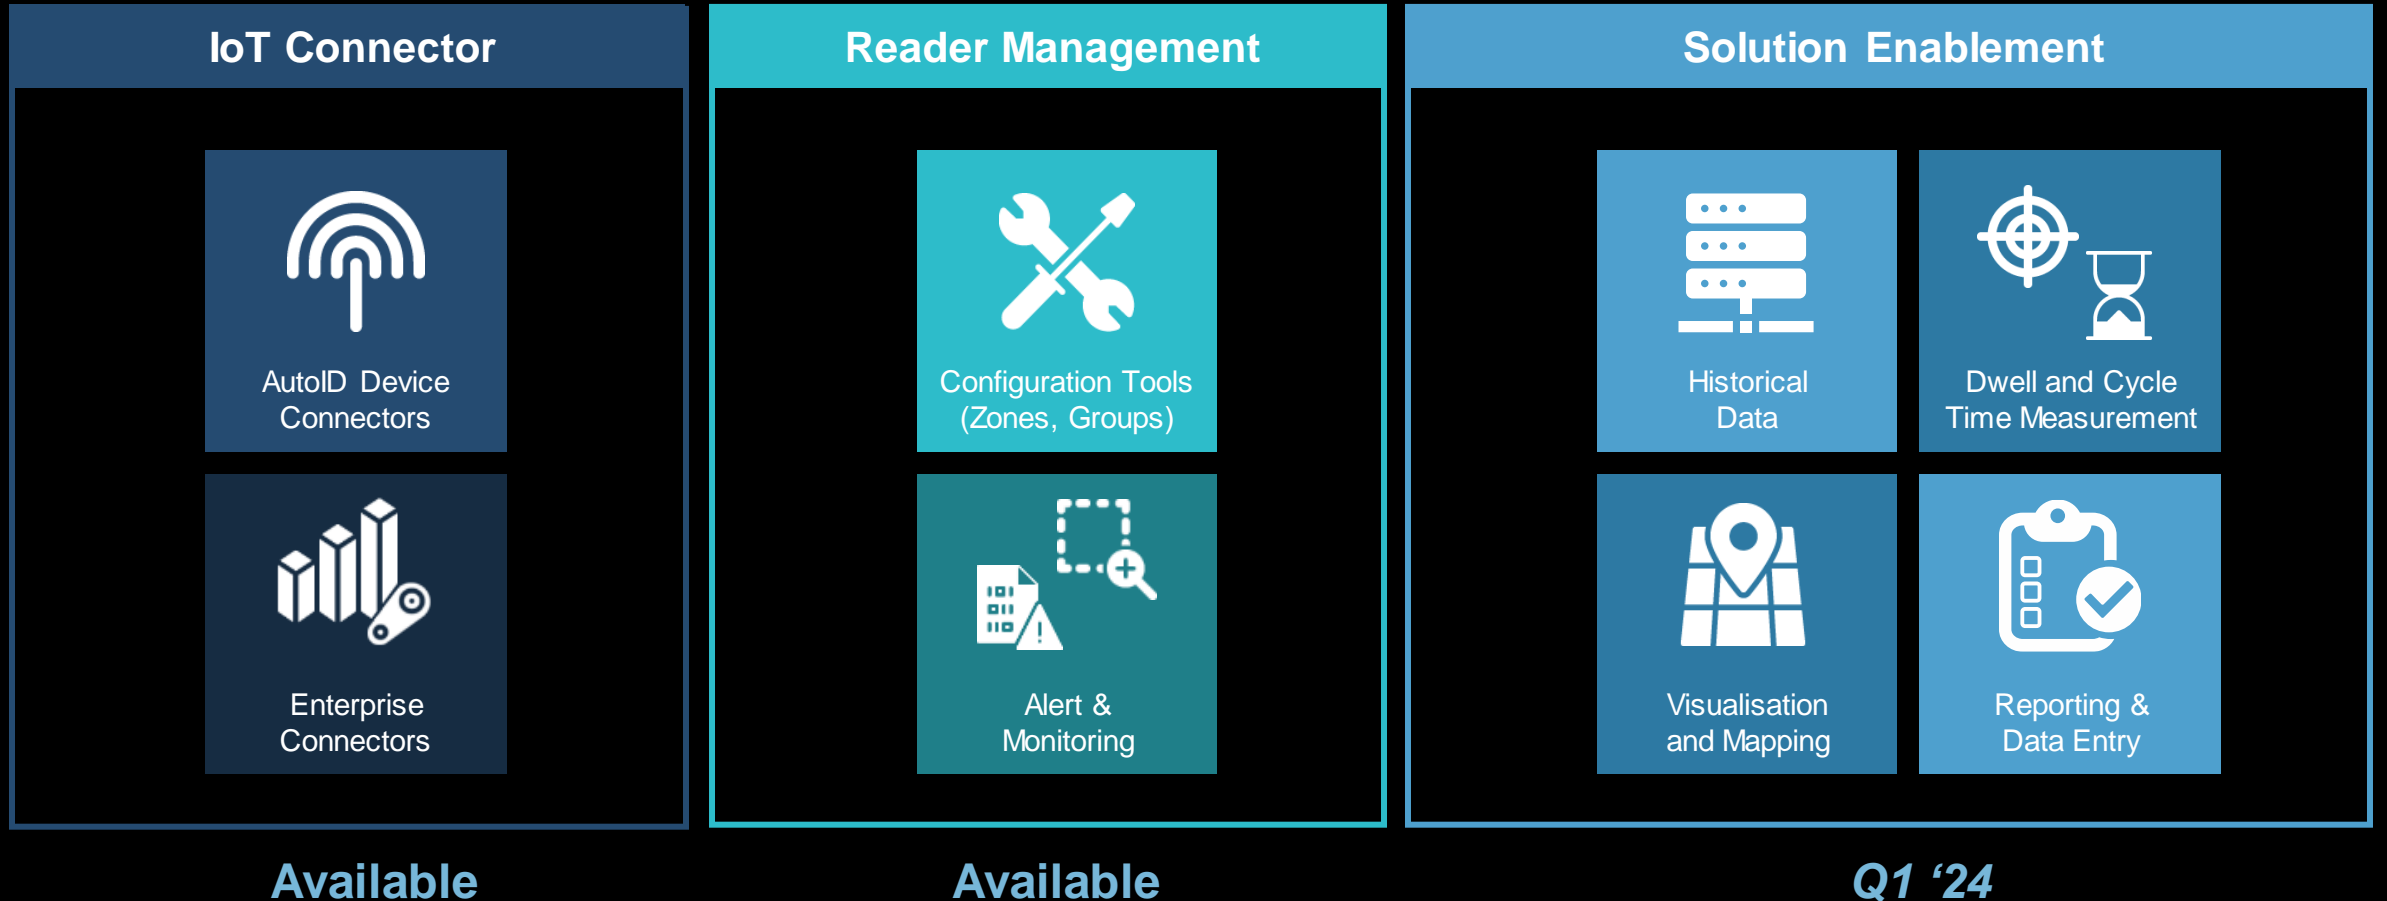 IoT Connector
AutoID Device
Connectors
Enterprise
Connectors
Available
Reader Management
Configuration Tools
(Zones, Groups)
Alert &
Monitoring
Available
Solution Enablement
Historical
Data
Dwell and Cycle
Time Measurement
Visualisation
and Mapping
Reporting &
Data Entry
Q1 ‘24